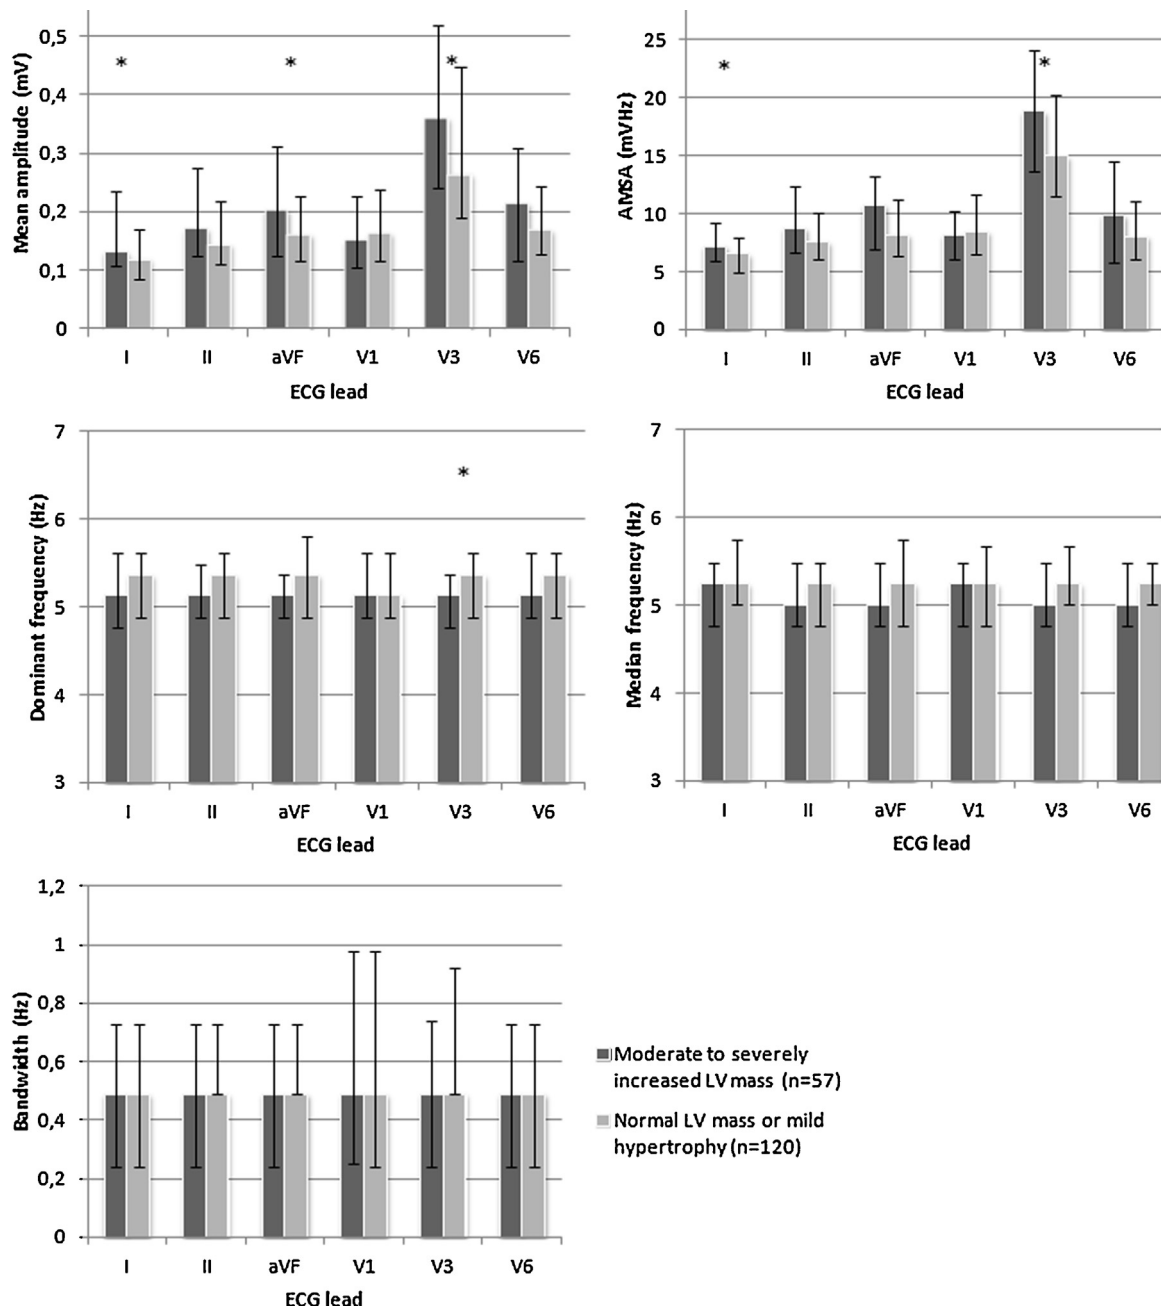 Mean amplitude (mV)
0,5
0,4
0,3
0,2
0,1
0
*
*
*
I II aVF V1 V3 V6
ECG lead
AMSA (mVHz)
25
20
15
10
5
0
*
*
I II aVF V1 V3 V6
ECG lead
Dominant frequency (Hz)
7
6
5
4
3
*
I II aVF V1 V3 V6
ECG lead
Median frequency (Hz)
7
6
5
4
3
I II aVF V1 V3 V6
ECG lead
Bandwidth (Hz)
1,2
1
0,8
0,6
0,4
0,2
0
I II aVF V1 V3 V6
ECG lead
Moderate to severely
increased LV mass (n=57)
Normal LV mass or mild
hypertrophy (n=120)